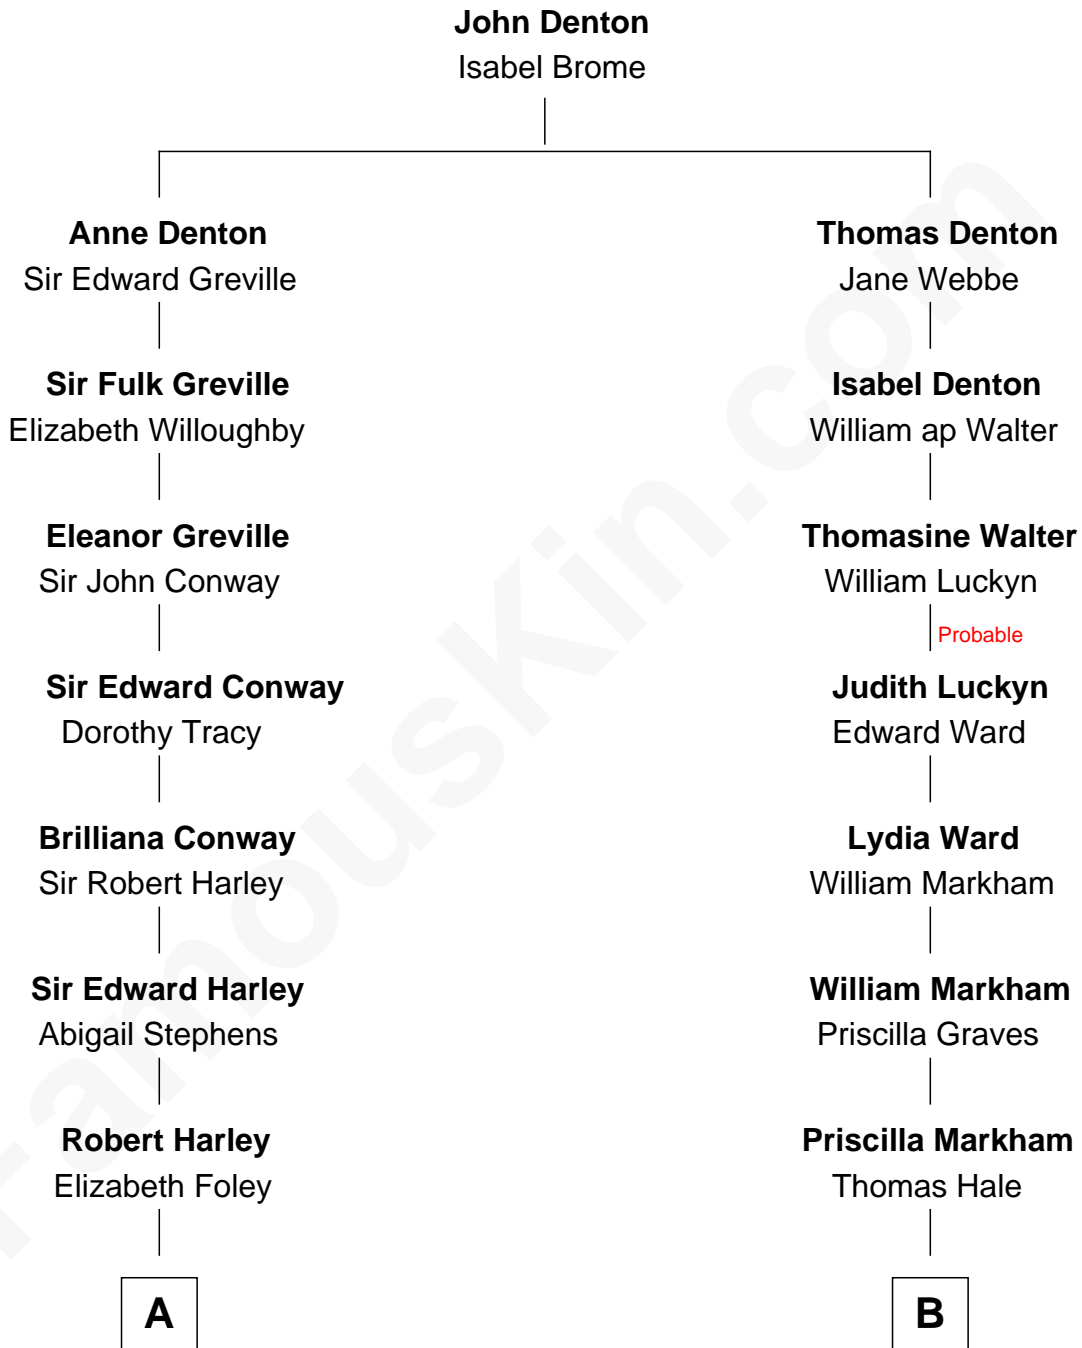 John Denton
Isabel Brome
Anne Denton
Sir Edward Greville
Thomas Denton
Jane Webbe
Sir Fulk Greville
Elizabeth Willoughby
Isabel Denton
William ap Walter
Eleanor Greville
Sir John Conway
Thomasine Walter
William Luckyn
Probable
Sir Edward Conway
Dorothy Tracy
Judith Luckyn
Edward Ward
Brilliana Conway
Sir Robert Harley
Lydia Ward
William Markham
Sir Edward Harley
Abigail Stephens
William Markham
Priscilla Graves
Robert Harley
Elizabeth Foley
Priscilla Markham
Thomas Hale
A
B
FamousKin.com